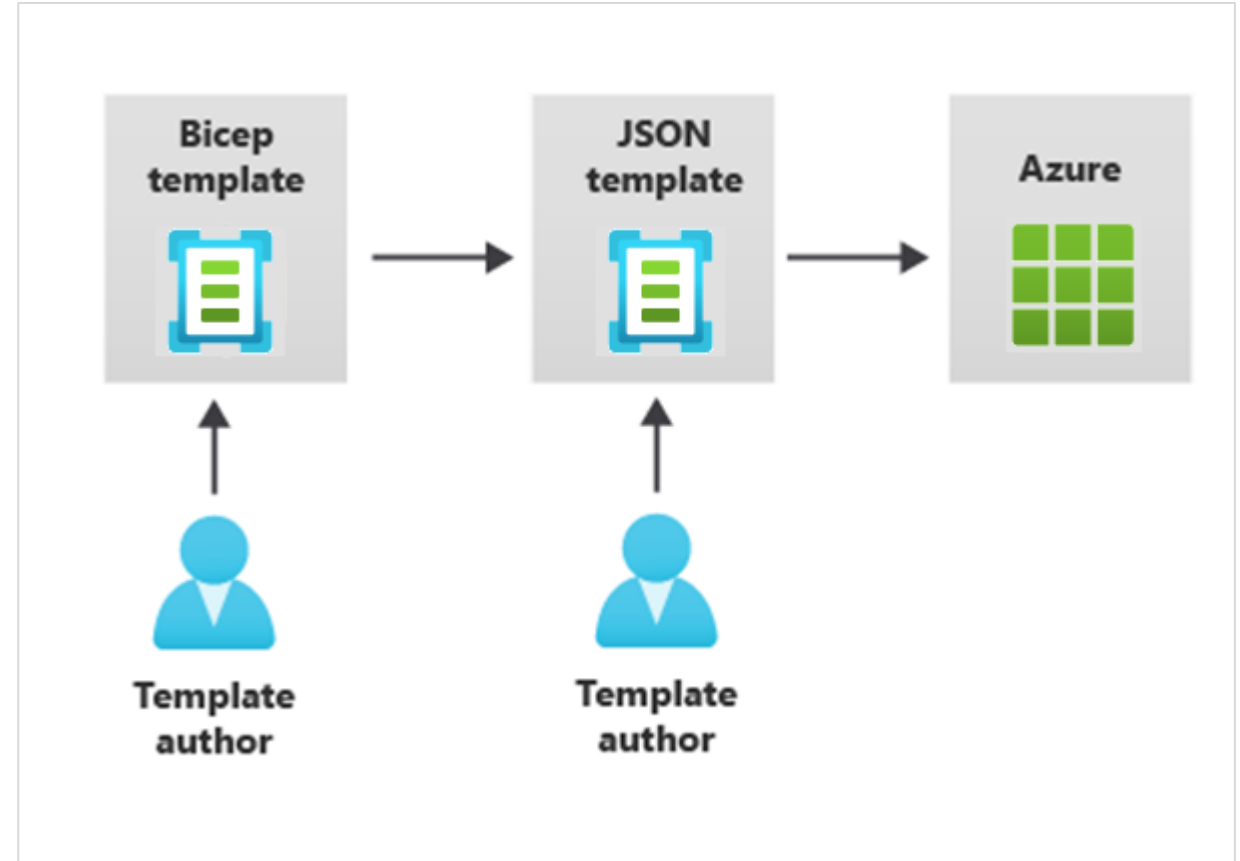 Bicep
template
JSON
template
Azure
Template
author
Template
author